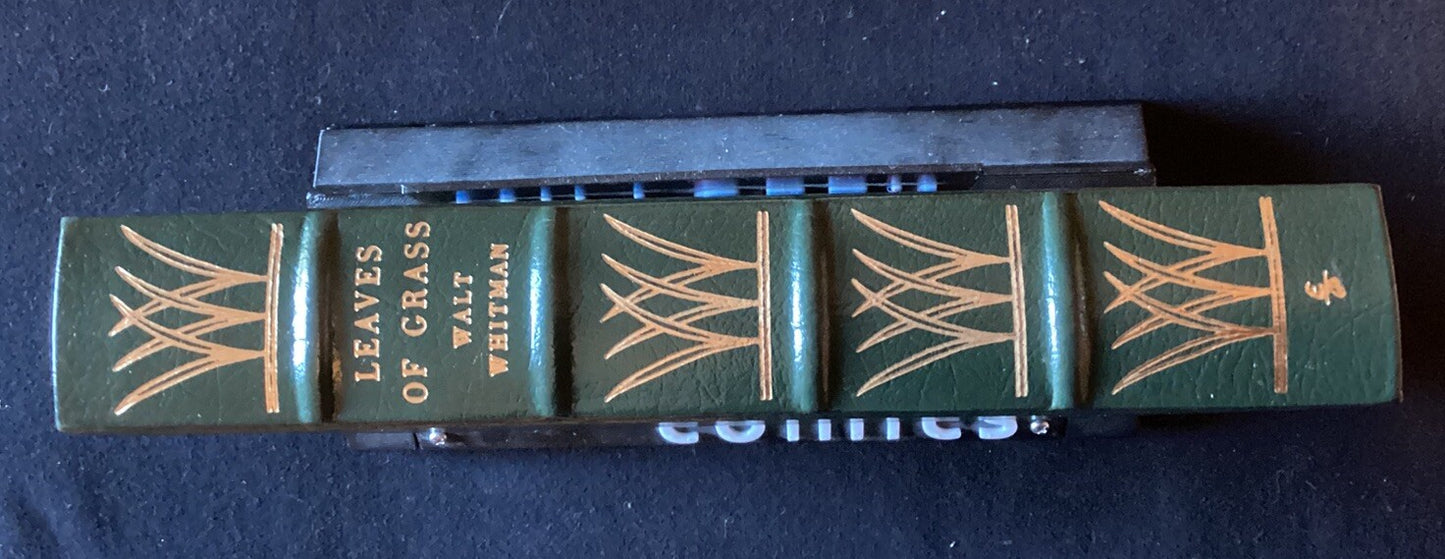 LEAVES
OF GRASS
WALT
WHITMAN